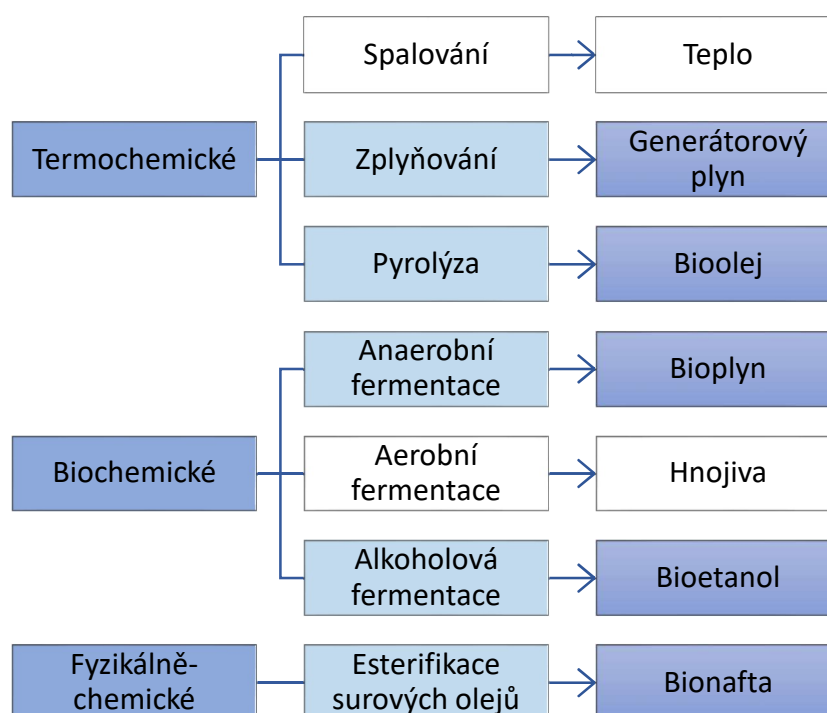 Spalování
Teplo
Termochemické
Zplyňování
Generátorový
plyn
Pyrolýza
Bioolej
Anaerobní
fermentace
Bioplyn
Biochemické
Aerobní
fermentace
Hnojiva
Alkoholová
fermentace
Bioetanol
Fyzikálně-
chemické
Esterifikace
surových olejů
Bionafta